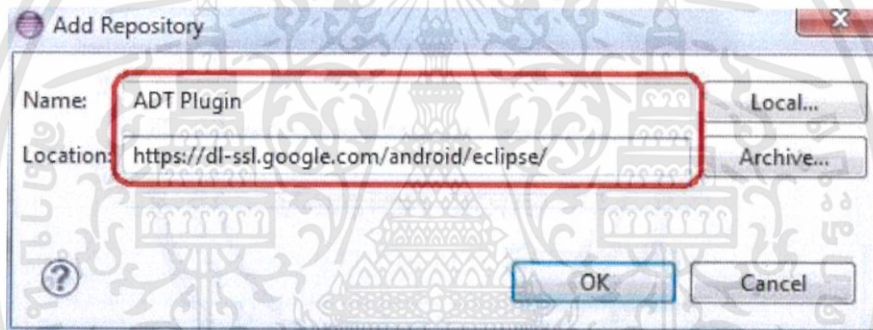 Add Repository
Name: ADT Plugin Local...
Location: https://dl-ssl.google.com/android/eclipse/ Archive...
OK Cancel